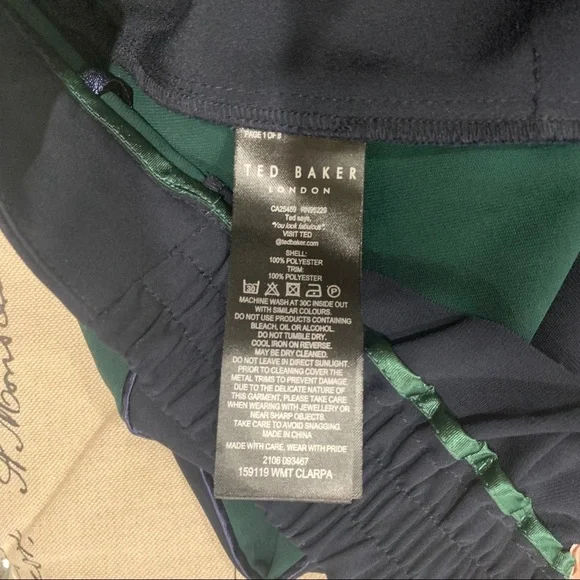 PAGE 1 OF 8
TED BAKER
LONDON
CA25459 RN95229
Ted says,
"You look fabulous".
VISIT TED
@tedbaker.com
SHELL:
100% POLYESTER
TRIM:
100% POLYESTER
30
P
MACHINE WASH AT 30C INSIDE OUT
WITH SIMILAR COLOURS.
DO NOT USE PRODUCTS CONTAINING
BLEACH, OIL OR ALCOHOL.
DO NOT TUMBLE DRY.
COOL IRON ON REVERSE.
MAY BE DRY CLEANED.
DO NOT LEAVE IN DIRECT SUNLIGHT.
PRIOR TO CLEANING COVER THE
METAL TRIMS TO PREVENT DAMAGE.
DUE TO THE DELICATE NATURE OF
THIS GARMENT, PLEASE TAKE CARE
WHEN WEARING WITH JEWELLERY OR
NEAR SHARP OBJECTS.
TAKE CARE TO AVOID SNAGGING.
MADE IN CHINA
MADE WITH CARE, WEAR WITH PRIDE
2106 093467
159119 WMT CLARPA